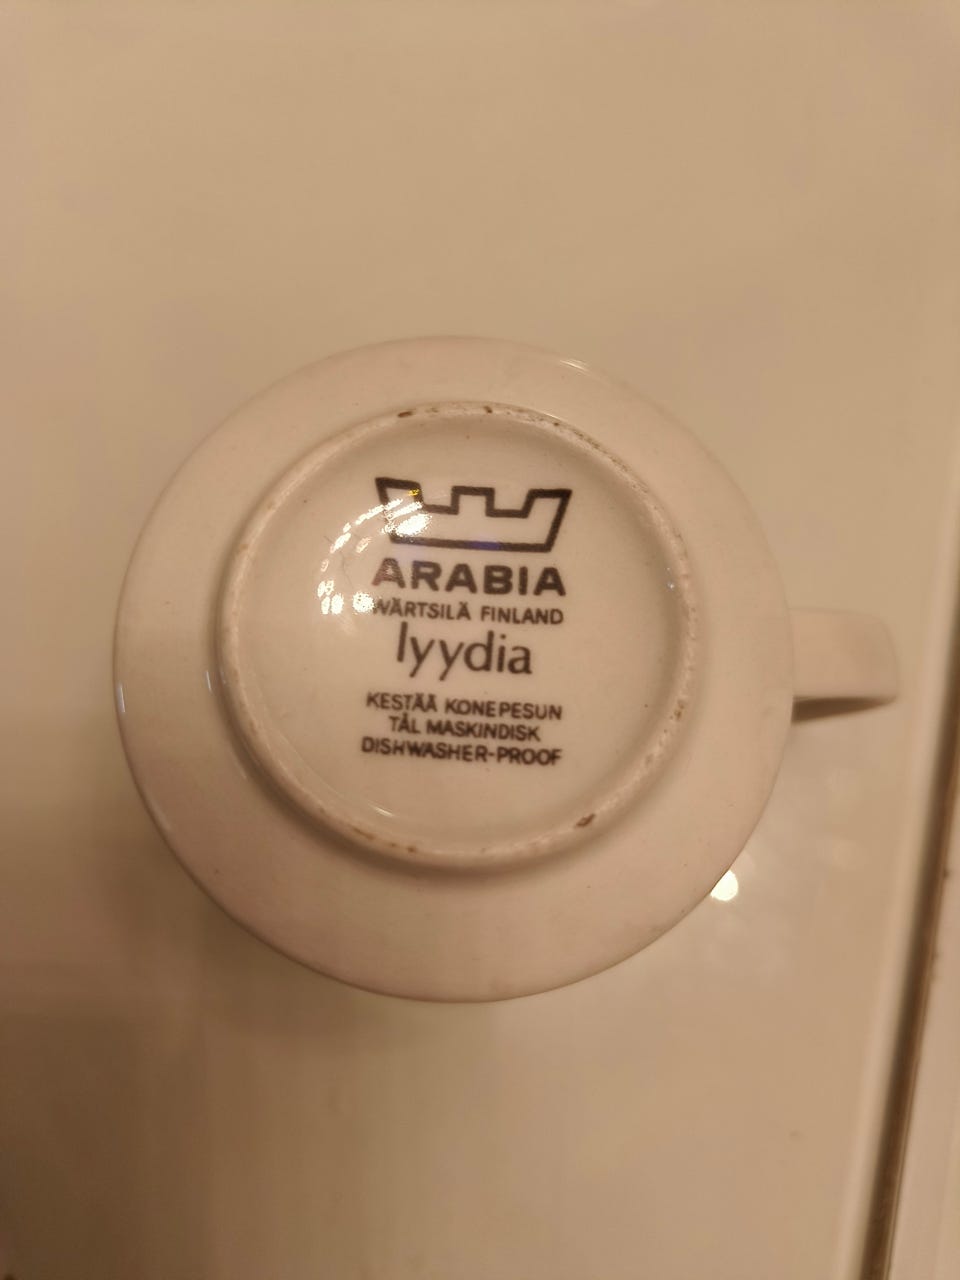 ARABIA
WÄRTSILÄ FINLAND
lyydia
KESTÄÄ KONEPESUN
TÅL MASKINDISK
DISHWASHER-PROOF